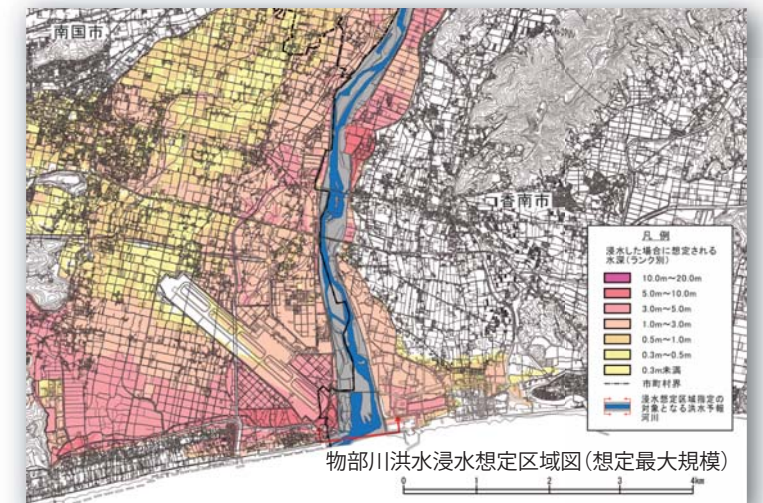 南国市
香南市
凡 例
浸水した場合に想定される
水深(ランク別)
10.0m~20.0m
5.0m~10.0m
3.0m~5.0m
1.0m~3.0m
0.5m~1.0m
0.3m~0.5m
0.3m未満
市町村界
浸水想定区域指定の
対象となる洪水予報
河川
物部川洪水浸水想定区域図(想定最大規模)
0 1 2 3 4km